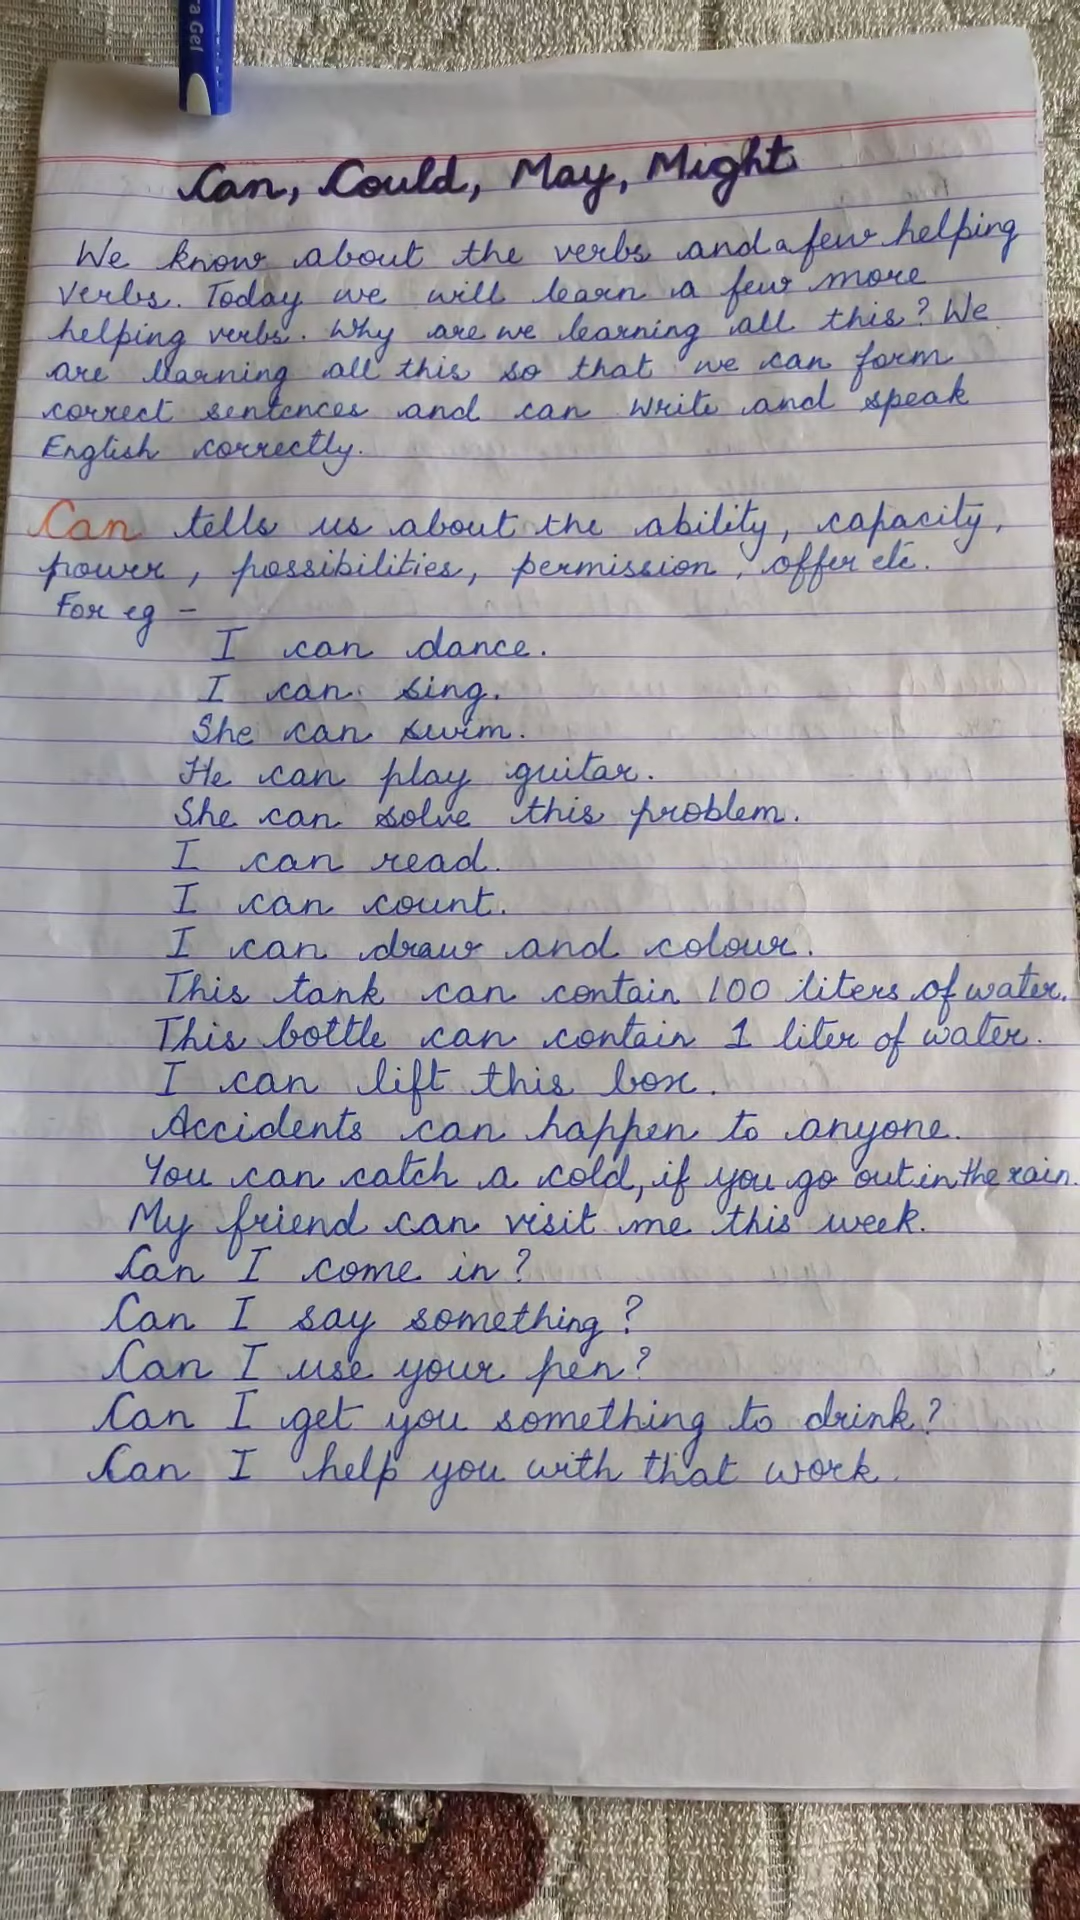 ra Gel
Can, Could, May, Might
We know about the verbs and a few helping
verbs. Today we will learn a few more
helping verbs. Why are we learning all this? We
are learning all this so that we can form
correct sentences and can write and speak
English correctly.
Can tells us about the ability, capacity,
power, possibilities, permission, offer etc.
For eg -
I can dance.
I can sing.
She can swim.
He can play guitar.
She can solve this problem.
I can read.
I can count.
I can draw and colour.
This tank can contain 100 liters of water.
This bottle can contain 1 liter of water.
I can lift this box.
Accidents can happen to anyone.
You can catch a cold, if you go out in the rain.
My friend can visit me this week.
Can I come in?
Can I say something?
Can I use your pen?
Can I get you something to drink?
Can I help you with that work.